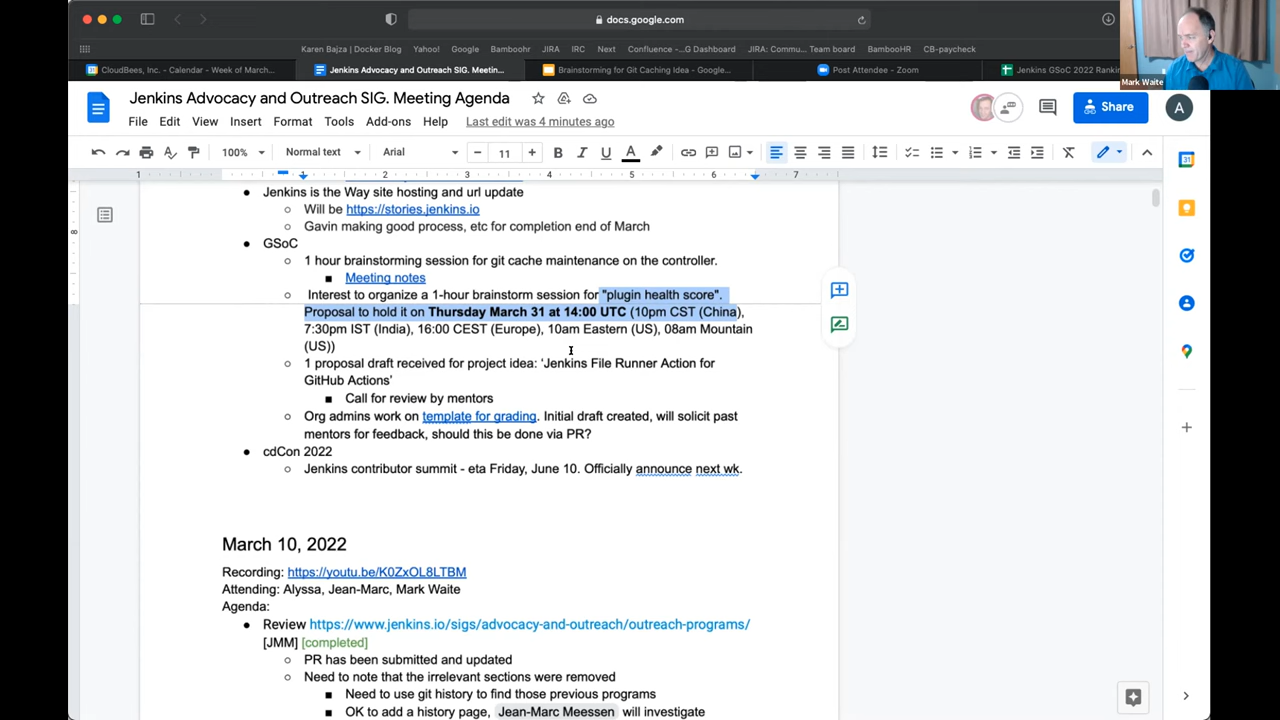 docs.google.com
Karen Bajza | Docker Blog Yahoo! Google Bamboohr JIRA IRC Next Confluence -...G Dashboard JIRA: Commu... Team board BambooHR CB-paycheck
CloudBees, Inc. - Calendar - Week of March... Jenkins Advocacy and Outreach SIG. Meetin... Brainstorming for Git Caching Idea - Google... Post Attendee - Zoom Jenkins GSoC 2022 Rankin
Mark Waite
Jenkins Advocacy and Outreach SIG. Meeting Agenda
File Edit View Insert Format Tools Add-ons Help Last edit was 4 minutes ago
Share
A
100% Normal text Arial 11
1 1 2 3 4 5 6 7
Jenkins is the Way site hosting and url update
Will be https://stories.jenkins.io
Gavin making good process, etc for completion end of March
GSoC
1 hour brainstorming session for git cache maintenance on the controller.
Meeting notes
Interest to organize a 1-hour brainstorm session for "plugin health score".
Proposal to hold it on Thursday March 31 at 14:00 UTC (10pm CST (China),
7:30pm IST (India), 16:00 CEST (Europe), 10am Eastern (US), 08am Mountain
(US))
1 proposal draft received for project idea: ‘Jenkins File Runner Action for
GitHub Actions’
Call for review by mentors
Org admins work on template for grading. Initial draft created, will solicit past
mentors for feedback, should this be done via PR?
cdCon 2022
Jenkins contributor summit - eta Friday, June 10. Officially announce next wk.
March 10, 2022
Recording: https://youtu.be/K0ZxOL8LTBM
Attending: Alyssa, Jean-Marc, Mark Waite
Agenda:
Review https://www.jenkins.io/sigs/advocacy-and-outreach/outreach-programs/
[JMM] [completed]
PR has been submitted and updated
Need to note that the irrelevant sections were removed
Need to use git history to find those previous programs
OK to add a history page, Jean-Marc Meessen will investigate